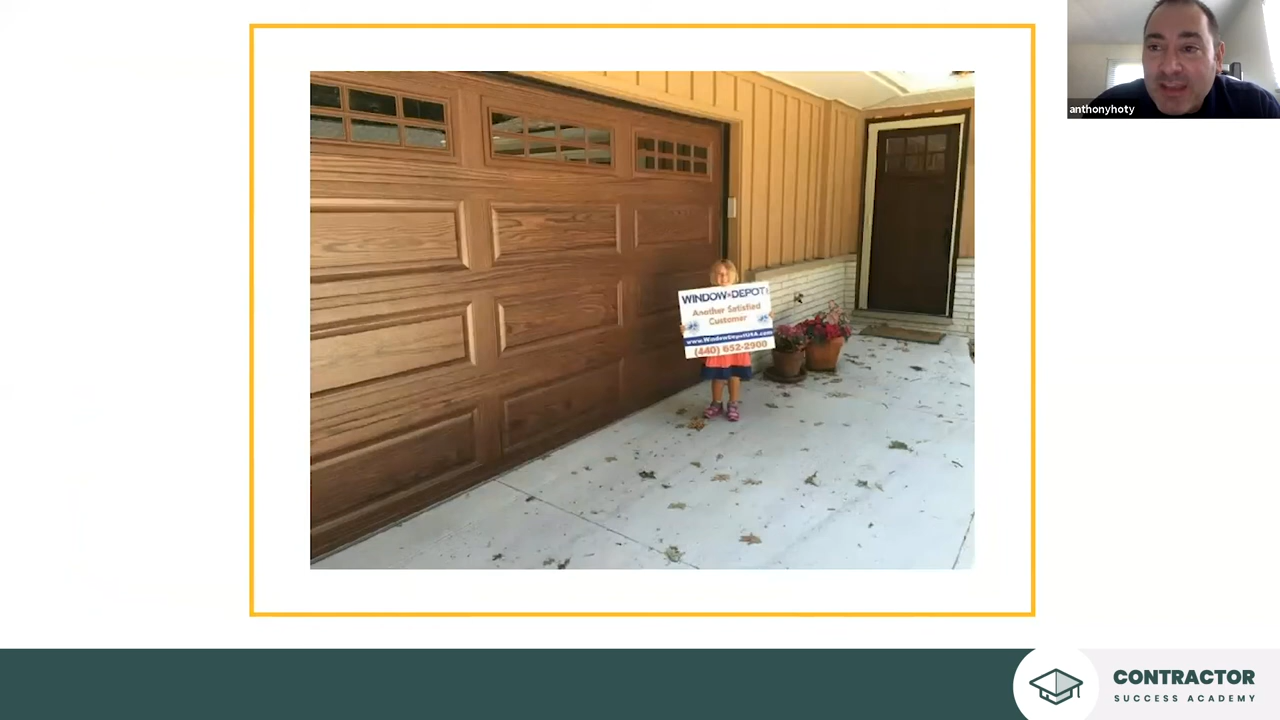 anthonyhoty
WINDOW DEPOT
Another Satisfied
Customer
www.WindowDepotUSA.com
(440) 652-2900
CONTRACTOR
SUCCESS ACADEMY